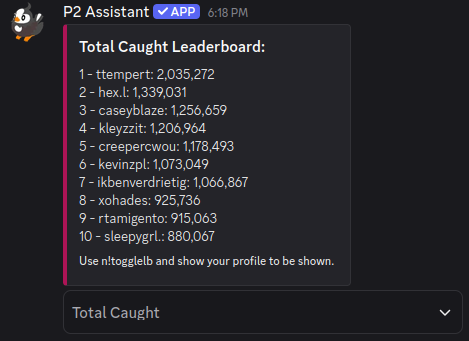 P2 Assistant ✓ APP 6:18 PM
Total Caught Leaderboard:
1 - ttempert: 2,035,272
2 - hex.l: 1,339,031
3 - caseyblaze: 1,256,659
4 - kleyzzit: 1,206,964
5 - creepercwou: 1,178,493
6 - kevinzpl: 1,073,049
7 - ikbenverdrietig: 1,066,867
8 - xohades: 925,736
9 - rtamigento: 915,063
10 - sleepygrl.: 880,067
Use n!togglelb and show your profile to be shown.
Total Caught